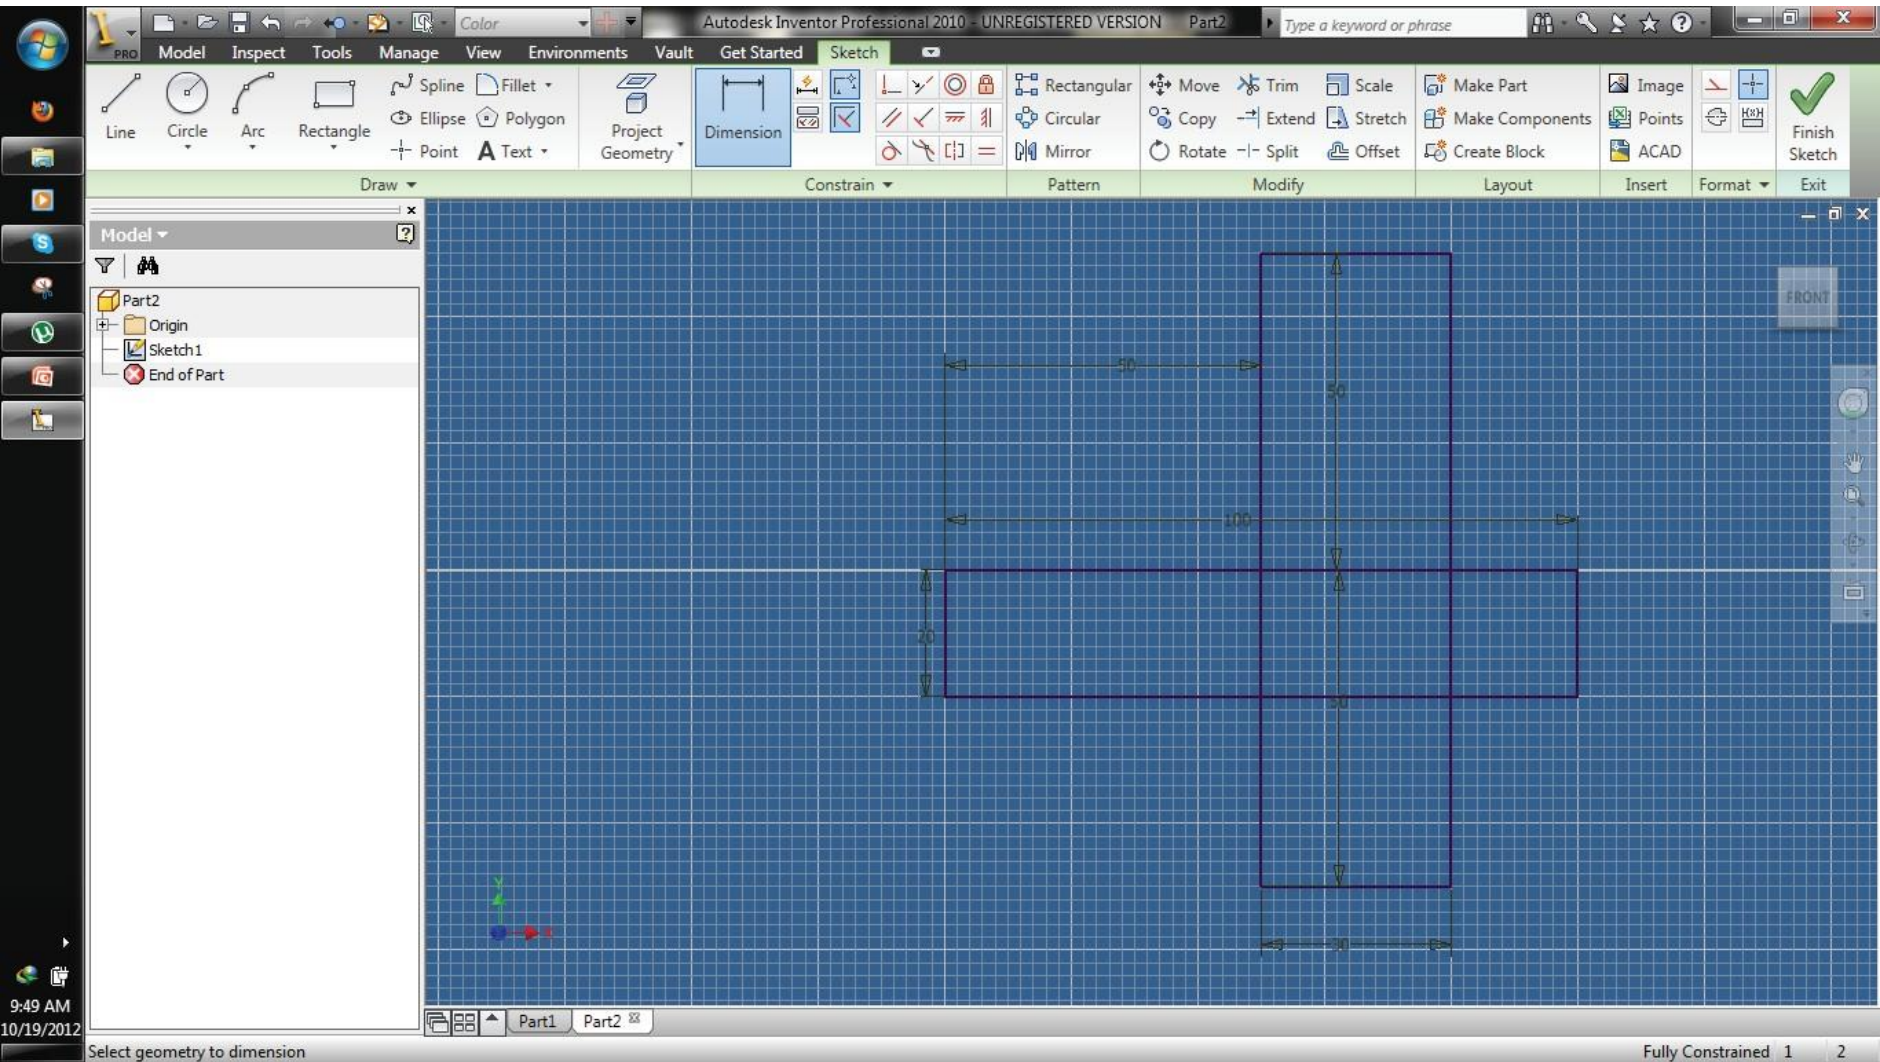 Color Autodesk Inventor Professional 2010 - UNREGISTERED VERSION Part2 Type a keyword or phrase
PRO Model Inspect Tools Manage View Environments Vault Get Started Sketch
Line Circle Arc Rectangle Spline Fillet Project Geometry Dimension Rectangular Move Trim Scale Make Part Image Finish Sketch
Ellipse Polygon Circular Copy Extend Stretch Make Components Points
Point A Text Mirror Rotate Split Offset Create Block ACAD
Draw Constrain Pattern Modify Layout Insert Format Exit
Model
Part2
Origin
Sketch1
End of Part
FRONT
50
50
100
20
50
30
Y
X
9:49 AM
10/19/2012
Part1 Part2
Select geometry to dimension Fully Constrained 1 2